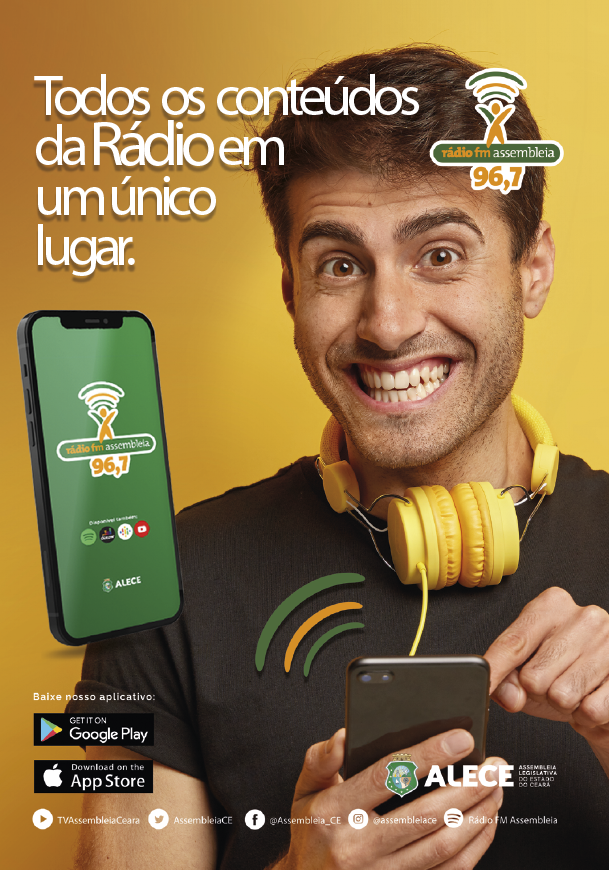 Todos os conteúdos
da Rádio em
um único
lugar.
rádio fm assembleia
96,7
rádio fm assembleia
96,7
Disponível também:
ALECE
Baixe nosso aplicativo:
GET IT ON
Google Play
Download on the
App Store
ALECE
ASSEMBLEIA
LEGISLATIVA
DO ESTADO
DO CEARÁ
TVAssembleiaCeara AssembleiaCE @Assembleia_CE @assembleiace Rádio FM Assembleia